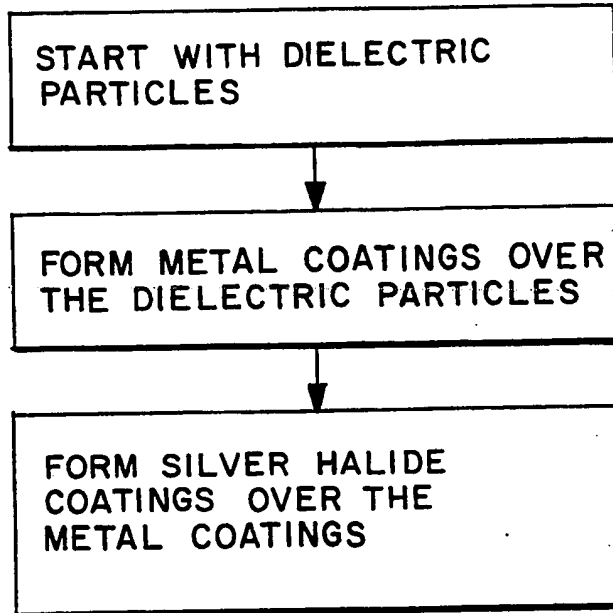 START WITH DIELECTRIC
PARTICLES
FORM METAL COATINGS OVER
THE DIELECTRIC PARTICLES
FORM SILVER HALIDE
COATINGS OVER THE
METAL COATINGS